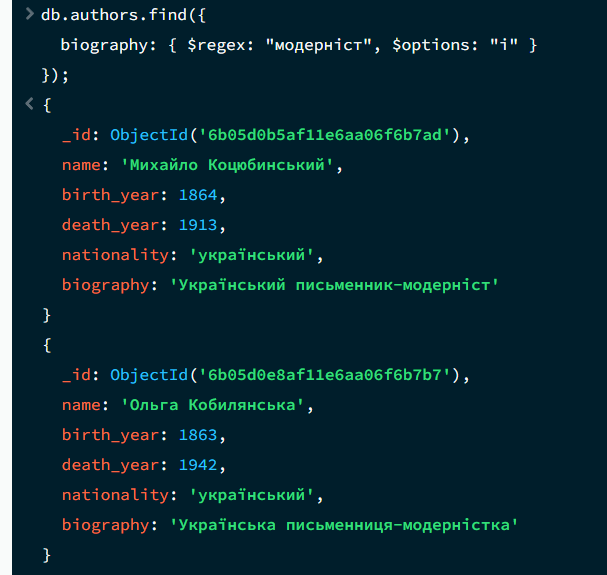 > db.authors.find({
biography: { $regex: "модерніст", $options: "i" }
});
< {
_id: ObjectId('6b05d0b5af11e6aa06f6b7ad'),
name: 'Михайло Коцюбинський',
birth_year: 1864,
death_year: 1913,
nationality: 'український',
biography: 'Український письменник-модерніст'
}
{
_id: ObjectId('6b05d0e8af11e6aa06f6b7b7'),
name: 'Ольга Кобилянська',
birth_year: 1863,
death_year: 1942,
nationality: 'український',
biography: 'Українська письменниця-модерністка'
}